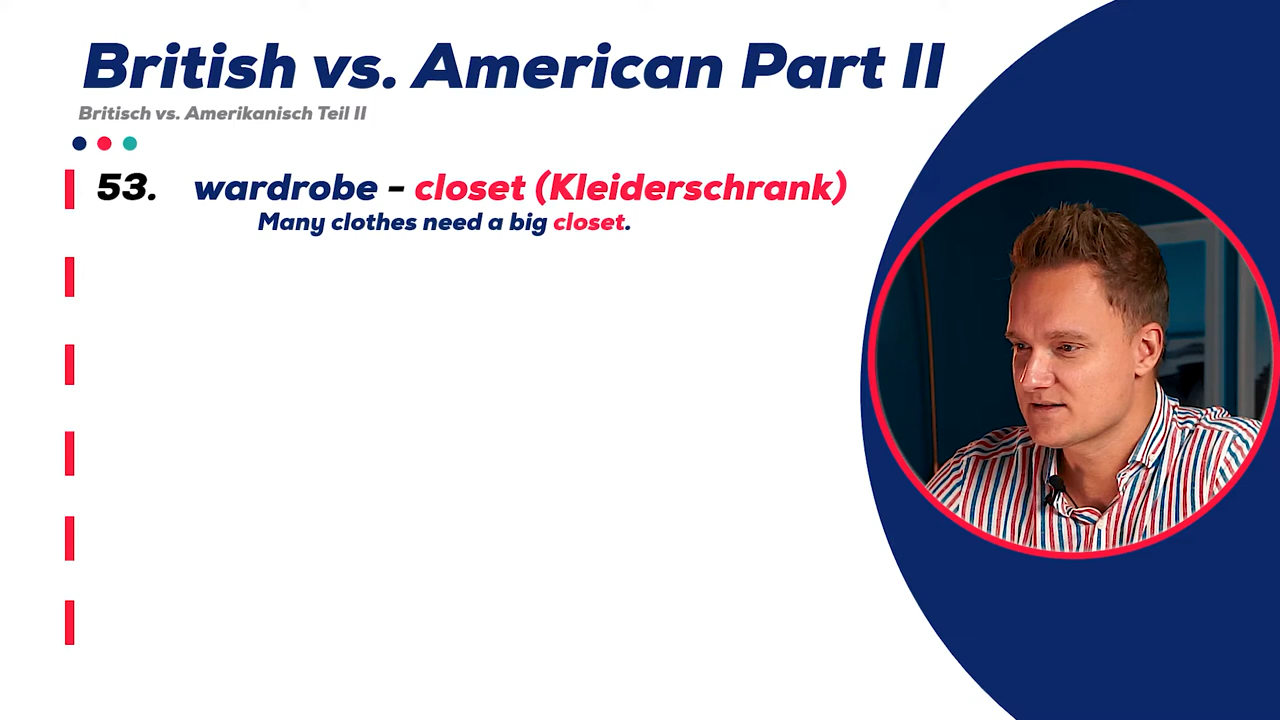 British vs. American Part II
Britisch vs. Amerikanisch Teil II
53. wardrobe - closet (Kleiderschrank)
Many clothes need a big closet.